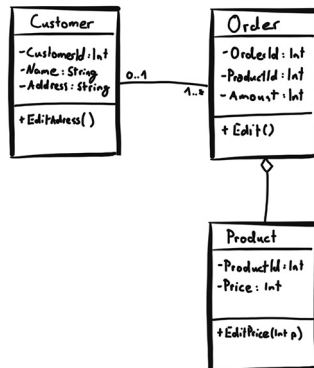 Customer
-CustomerId:Int
-Name:String
-Address:String
+EditAdress()
0..1
1..*
Order
-OrderId:Int
-ProductId:Int
-Amount:Int
+Edit()
Product
-ProductId:Int
-Price:Int
+EditPrice(Int p)